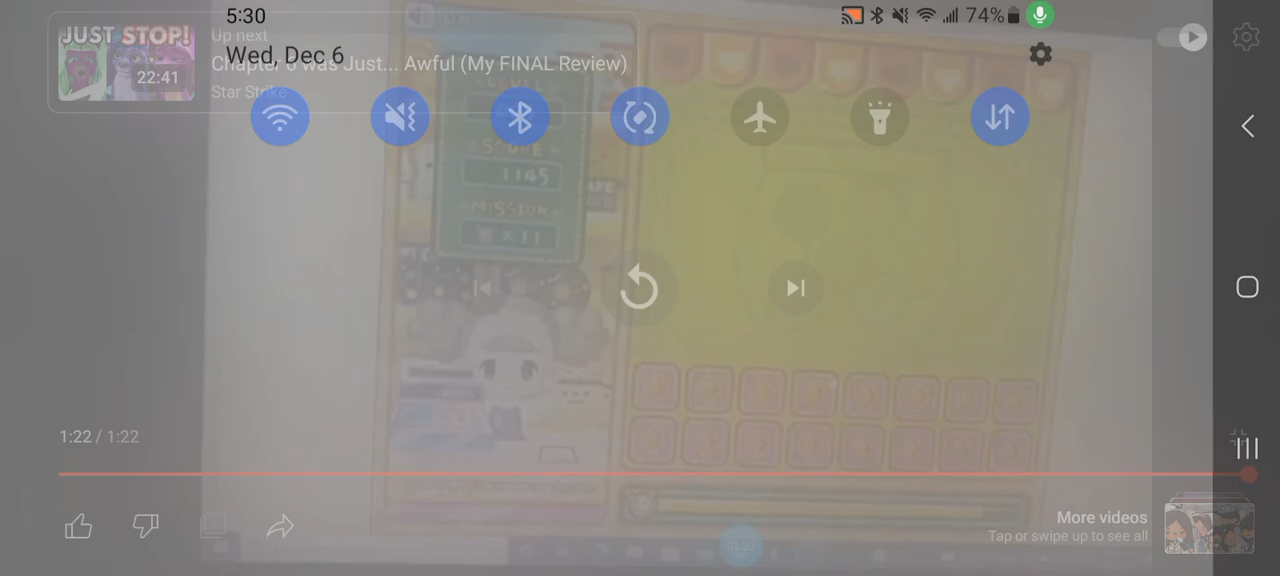 5:30
74%
Wed, Dec 6
JUST STOP!
22:41
Up next
Chapter 6 was Just... Awful (My FINAL Review)
Star Strike
ON
LEVEL
SCORE
1145
MISSION
x11
1:22 / 1:22
More videos
Tap or swipe up to see all